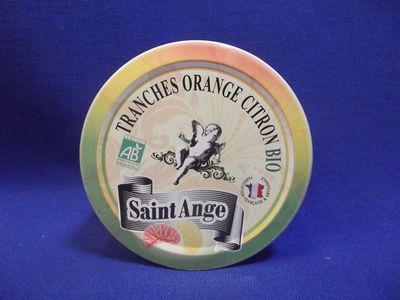 TRANCHES ORANGE CITRON BIO
AB
Saint Ange